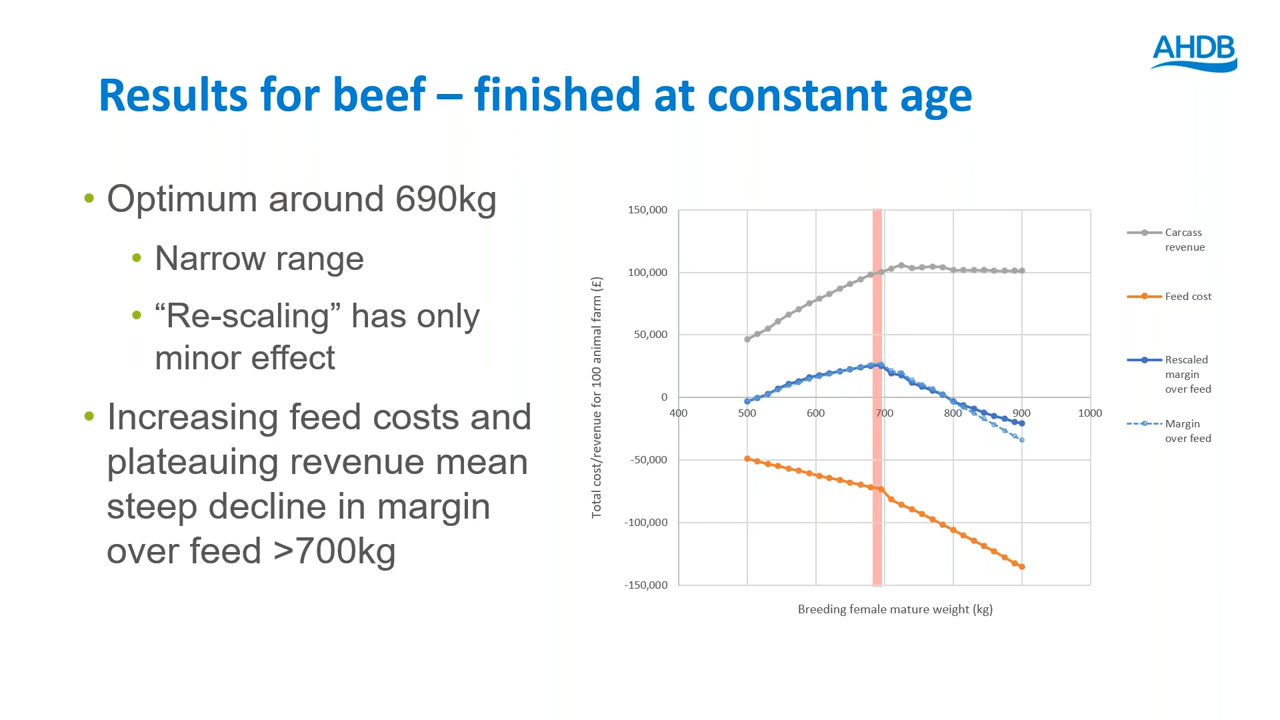 AHDB
Results for beef – finished at constant age
• Optimum around 690kg
• Narrow range
• “Re-scaling” has only
minor effect
• Increasing feed costs and
plateauing revenue mean
steep decline in margin
over feed >700kg
Total cost/revenue for 100 animal farm (£)
150,000
100,000
50,000
0
-50,000
-100,000
-150,000
400
500
600
700
800
900
1000
Breeding female mature weight (kg)
Carcass
revenue
Feed cost
Rescaled
margin
over feed
Margin
over feed